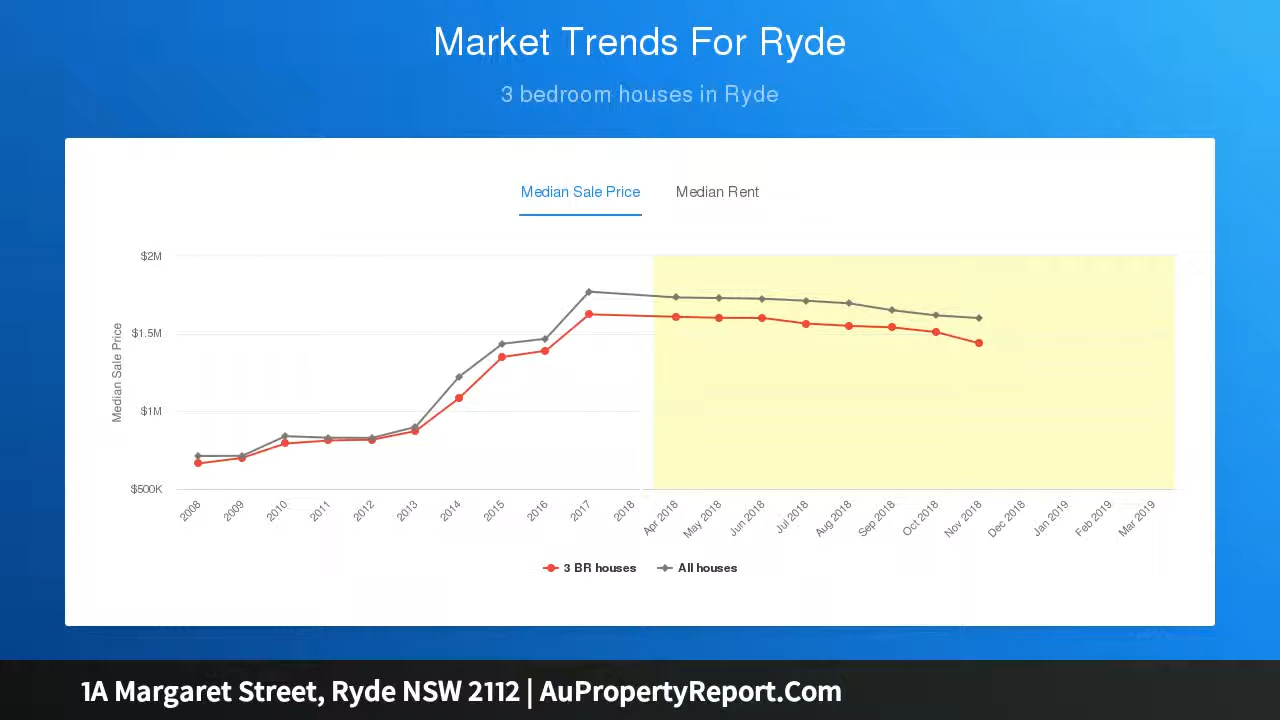 Market Trends For Ryde
3 bedroom houses in Ryde
Median Sale Price Median Rent
Median Sale Price
$2M
$1.5M
$1M
$500K
2008 2009 2010 2011 2012 2013 2014 2015 2016 2017 2018 Apr 2018 May 2018 Jun 2018 Jul 2018 Aug 2018 Sep 2018 Oct 2018 Nov 2018 Dec 2018 Jan 2019 Feb 2019 Mar 2019
3 BR houses All houses
1A Margaret Street, Ryde NSW 2112 | AuPropertyReport.Com